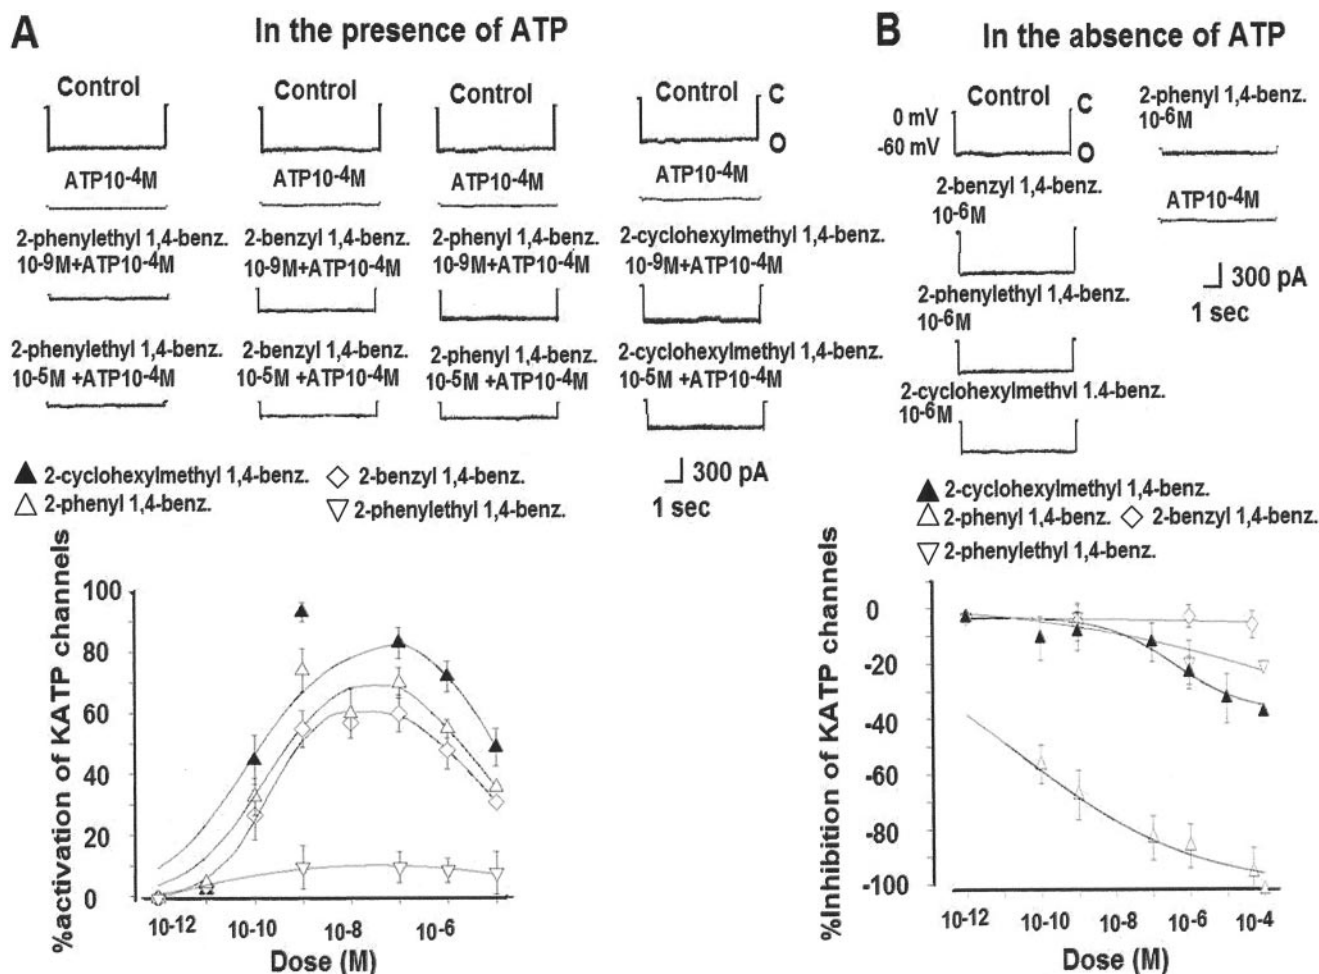 A In the presence of ATP
Control Control Control Control C
O
ATP10-4M ATP10-4M ATP10-4M ATP10-4M
2-phenylethyl 1,4-benz. 2-benzyl 1,4-benz. 2-phenyl 1,4-benz. 2-cyclohexylmethyl 1,4-benz.
10-9M+ATP10-4M 10-9M+ATP10-4M 10-9M+ATP10-4M 10-9M+ATP10-4M
2-phenylethyl 1,4-benz. 2-benzyl 1,4-benz. 2-phenyl 1,4-benz. 2-cyclohexylmethyl 1,4-benz.
10-5M +ATP10-4M 10-5M +ATP10-4M 10-5M +ATP10-4M 10-5M +ATP10-4M
300 pA
1 sec
2-cyclohexylmethyl 1,4-benz. 2-benzyl 1,4-benz.
2-phenyl 1,4-benz. 2-phenylethyl 1,4-benz.
%activation of KATP channels
100
80
60
40
20
0
10-12 10-10 10-8 10-6
Dose (M)
B In the absence of ATP
Control C
0 mV
-60 mV O
2-benzyl 1,4-benz.
10-6M
2-phenylethyl 1,4-benz.
10-6M
2-cyclohexylmethyl 1.4-benz.
10-6M
2-phenyl 1,4-benz.
10-6M
ATP10-4M
300 pA
1 sec
2-cyclohexylmethyl 1,4-benz.
2-phenyl 1,4-benz. 2-benzyl 1,4-benz.
2-phenylethyl 1,4-benz.
%Inhibition of KATP channels
0
-20
-40
-60
-80
-100
10-12 10-10 10-8 10-6 10-4
Dose (M)